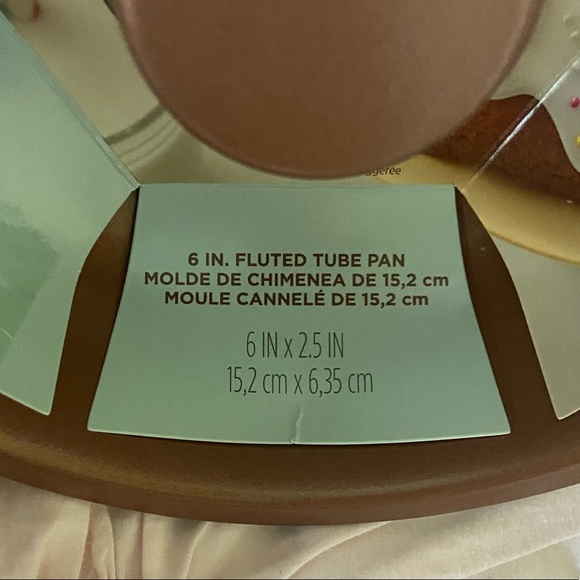 6 IN. FLUTED TUBE PAN
MOLDE DE CHIMENEA DE 15,2 cm
MOULE CANNELÉ DE 15,2 cm
6 IN x 2.5 IN
15,2 cm x 6,35 cm